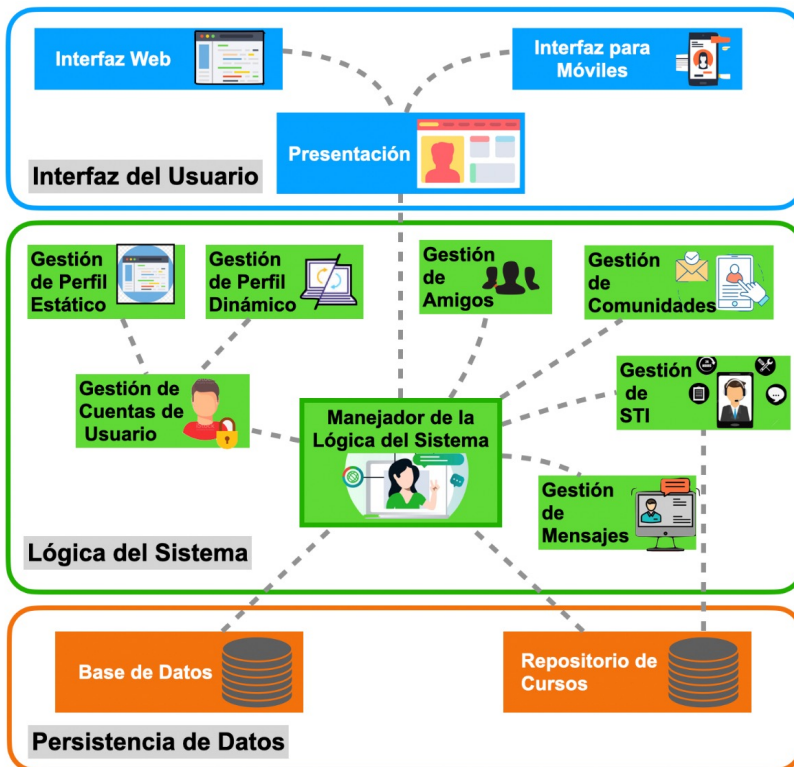 Interfaz Web
Interfaz para
Móviles
Presentación
Interfaz del Usuario
Gestión
de Perfil
Estático
Gestión
de Perfil
Dinámico
Gestión
de
Amigos
Gestión
de
Comunidades
Gestión de
Cuentas de
Usuario
Manejador de la
Lógica del Sistema
Gestión
de
STI
Gestión
de
Mensajes
Lógica del Sistema
Base de Datos
Repositorio de
Cursos
Persistencia de Datos